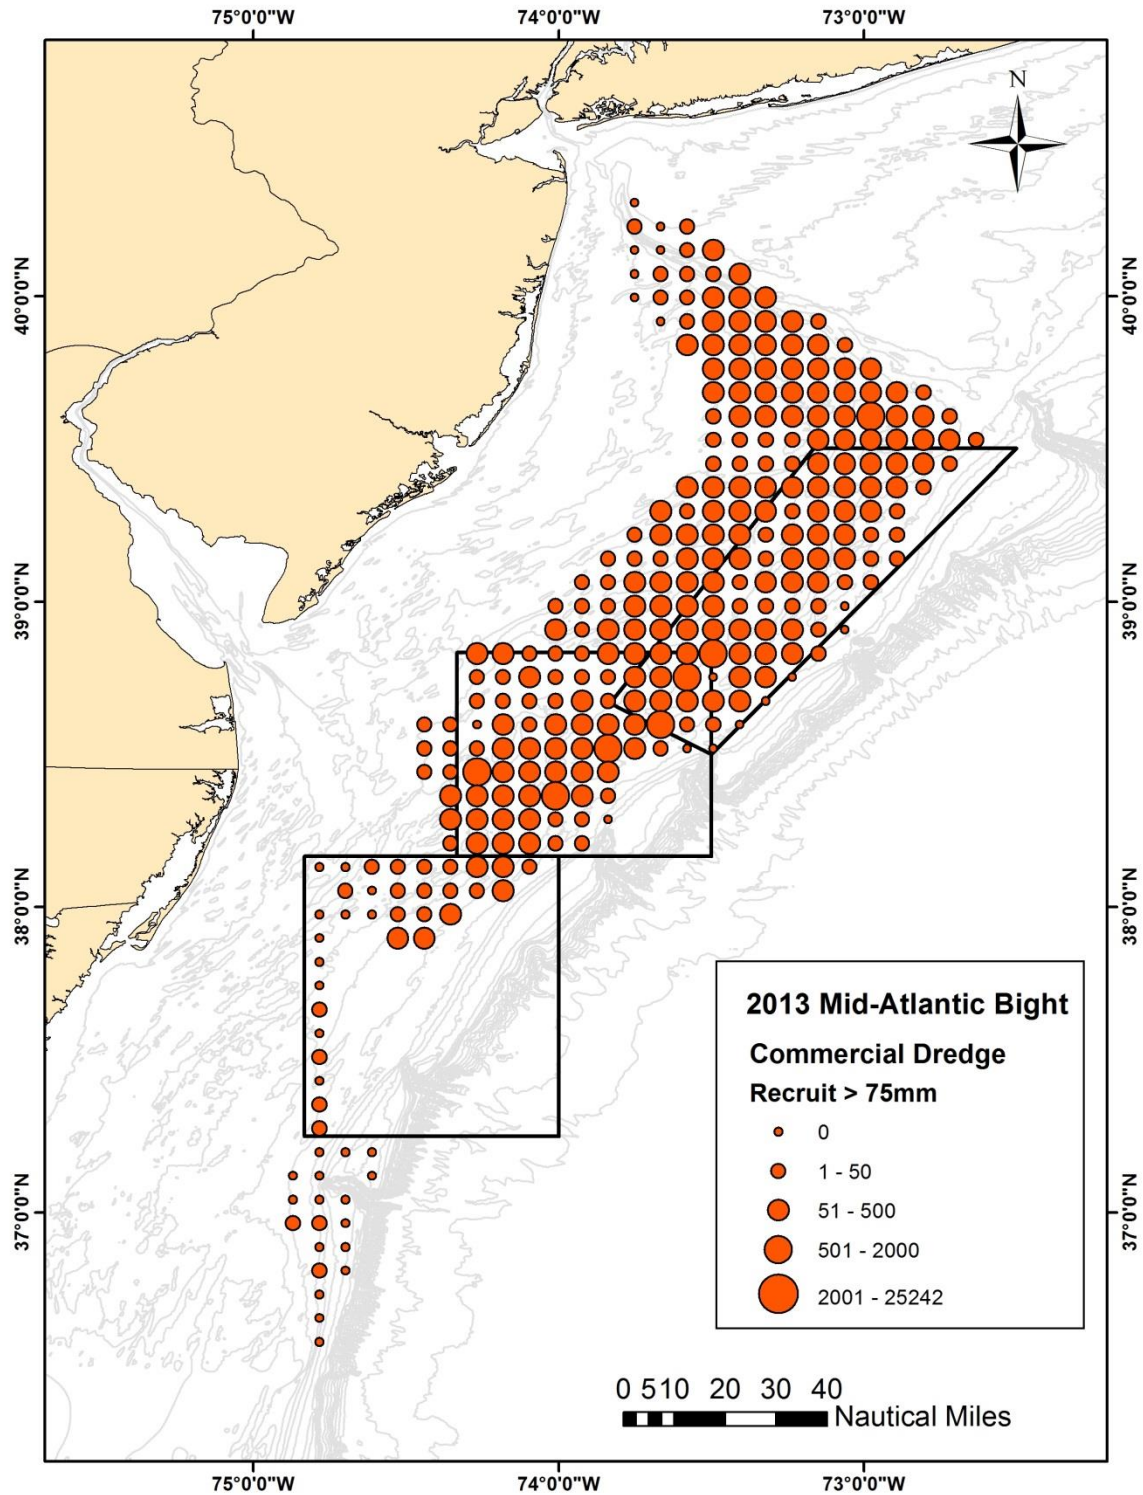 75°0'0"W 74°0'0"W 73°0'0"W
N
40°0'0"N 40°0'0"N
39°0'0"N 39°0'0"N
38°0'0"N 38°0'0"N
2013 Mid-Atlantic Bight
Commercial Dredge
Recruit > 75mm
0
1 - 50
51 - 500
37°0'0"N 37°0'0"N
501 - 2000
2001 - 25242
0 510 20 30 40
Nautical Miles
75°0'0"W 74°0'0"W 73°0'0"W